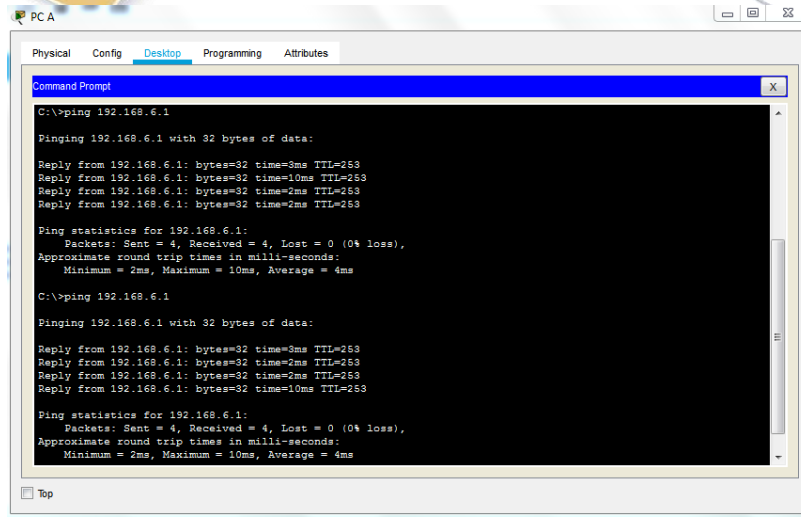 PC A
Physical Config Desktop Programming Attributes
Command Prompt
X
C:\>ping 192.168.6.1
Pinging 192.168.6.1 with 32 bytes of data:
Reply from 192.168.6.1: bytes=32 time=3ms TTL=253
Reply from 192.168.6.1: bytes=32 time=10ms TTL=253
Reply from 192.168.6.1: bytes=32 time=2ms TTL=253
Reply from 192.168.6.1: bytes=32 time=2ms TTL=253
Ping statistics for 192.168.6.1:
Packets: Sent = 4, Received = 4, Lost = 0 (0% loss),
Approximate round trip times in milli-seconds:
Minimum = 2ms, Maximum = 10ms, Average = 4ms
C:\>ping 192.168.6.1
Pinging 192.168.6.1 with 32 bytes of data:
Reply from 192.168.6.1: bytes=32 time=3ms TTL=253
Reply from 192.168.6.1: bytes=32 time=2ms TTL=253
Reply from 192.168.6.1: bytes=32 time=2ms TTL=253
Reply from 192.168.6.1: bytes=32 time=10ms TTL=253
Ping statistics for 192.168.6.1:
Packets: Sent = 4, Received = 4, Lost = 0 (0% loss),
Approximate round trip times in milli-seconds:
Minimum = 2ms, Maximum = 10ms, Average = 4ms
Top